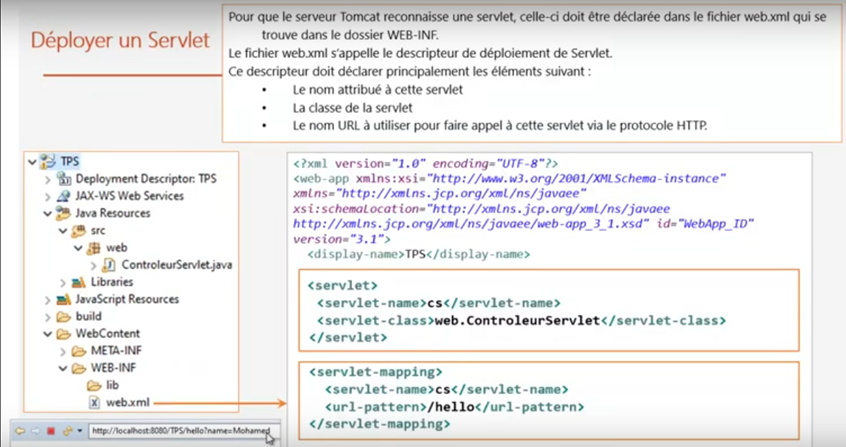 Déployer un Servlet
Pour que le serveur Tomcat reconnaisse une servlet, celle-ci doit être déclarée dans le fichier web.xml qui se
trouve dans le dossier WEB-INF.
Le fichier web.xml s'appelle le descripteur de déploiement de Servlet.
Ce descripteur doit déclarer principalement les éléments suivant :
• Le nom attribué à cette servlet
• La classe de la servlet
• Le nom URL à utiliser pour faire appel à cette servlet via le protocole HTTP.
TPS
Deployment Descriptor: TPS
JAX-WS Web Services
Java Resources
src
web
ControleurServlet.java
Libraries
JavaScript Resources
build
WebContent
META-INF
WEB-INF
lib
web.xml
http://localhost:8080/TPS/hello?name=Mohamed
<?xml version="1.0" encoding="UTF-8"?>
<web-app xmlns:xsi="http://www.w3.org/2001/XMLSchema-instance"
xmlns="http://xmlns.jcp.org/xml/ns/javaee"
xsi:schemaLocation="http://xmlns.jcp.org/xml/ns/javaee
http://xmlns.jcp.org/xml/ns/javaee/web-app_3_1.xsd" id="WebApp_ID"
version="3.1">
<display-name>TPS</display-name>
<servlet>
<servlet-name>cs</servlet-name>
<servlet-class>web.ControleurServlet</servlet-class>
</servlet>
<servlet-mapping>
<servlet-name>cs</servlet-name>
<url-pattern>/hello</url-pattern>
</servlet-mapping>